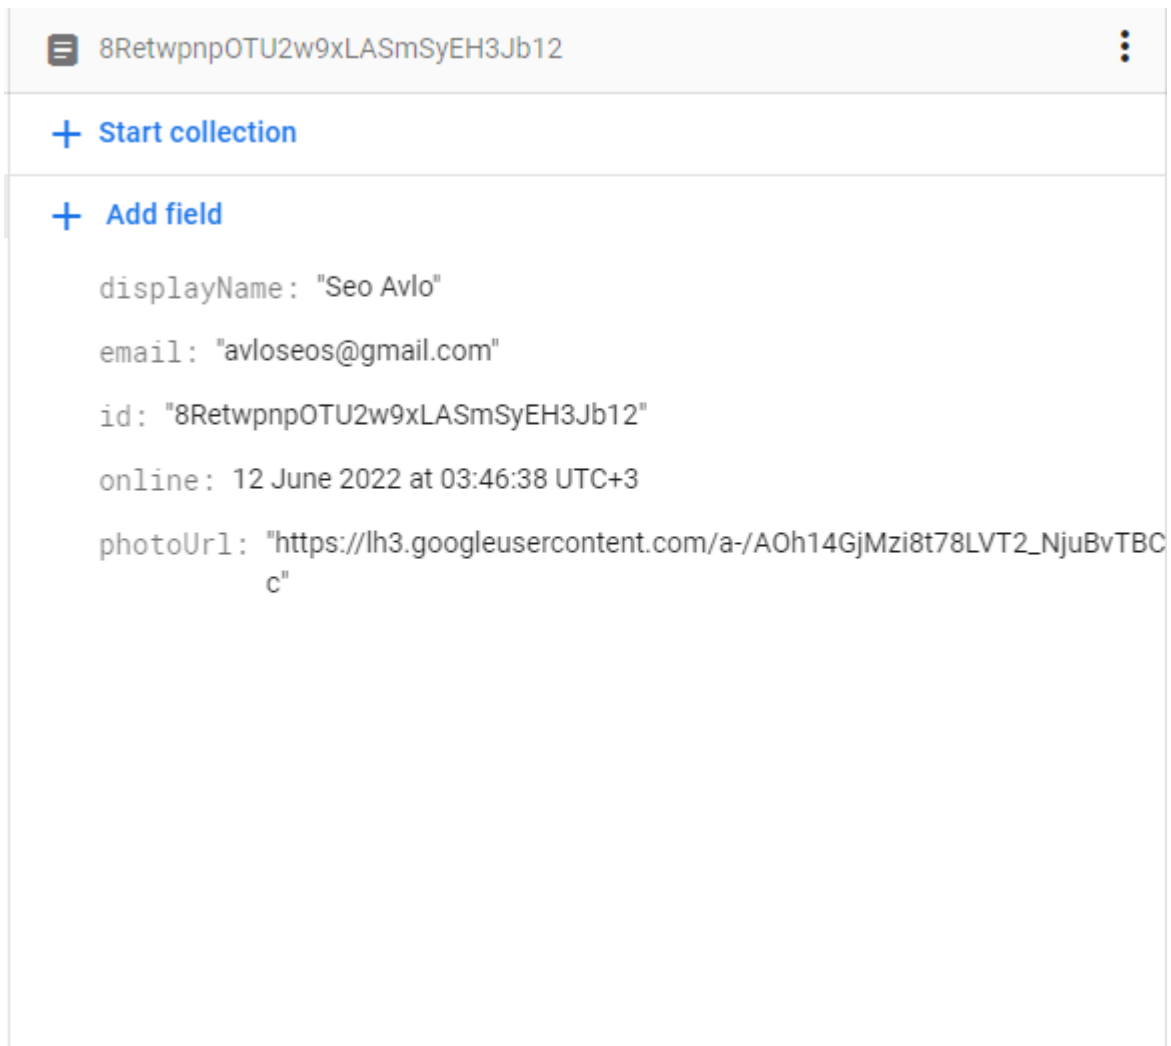 8RetwpnpOTU2w9xLASmSyEH3Jb12
+ Start collection
+ Add field
displayName: "Seo Avlo"
email: "avloseos@gmail.com"
id: "8RetwpnpOTU2w9xLASmSyEH3Jb12"
online: 12 June 2022 at 03:46:38 UTC+3
photoUrl: "https://lh3.googleusercontent.com/a-/AOh14GjMzi8t78LVT2_NjuBvTBC
c"